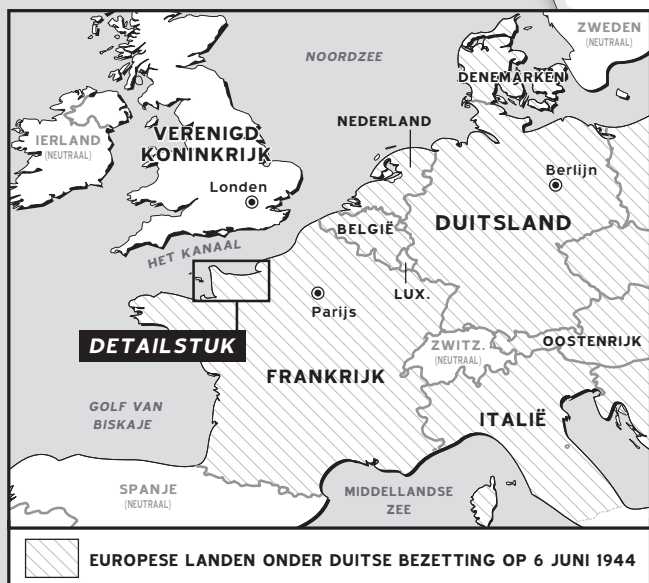 ZWEDEN
(NEUTRAAL)
NOORDZEE
DENEMARKEN
NEDERLAND
IERLAND
(NEUTRAAL)
VERENIGD
KONINKRIJK
Londen
Berlijn
BELGIË
DUITSLAND
HET KANAAL
LUX.
Parijs
DETAILSTUK
ZWITZ.
(NEUTRAAL)
OOSTENRIJK
FRANKRIJK
GOLF VAN
BISKAJE
ITALIË
SPANJE
(NEUTRAAL)
MIDDELLANDSE
ZEE
EUROPESE LANDEN ONDER DUITSE BEZETTING OP 6 JUNI 1944